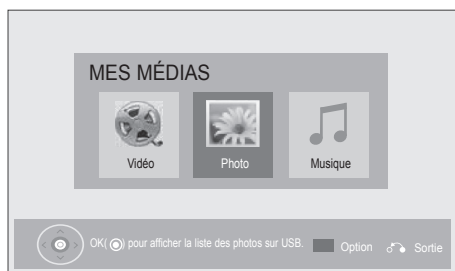 MES MÉDIAS
Vidéo
Photo
Musique
OK(◉) pour afficher la liste des photos sur USB. Option Sortie